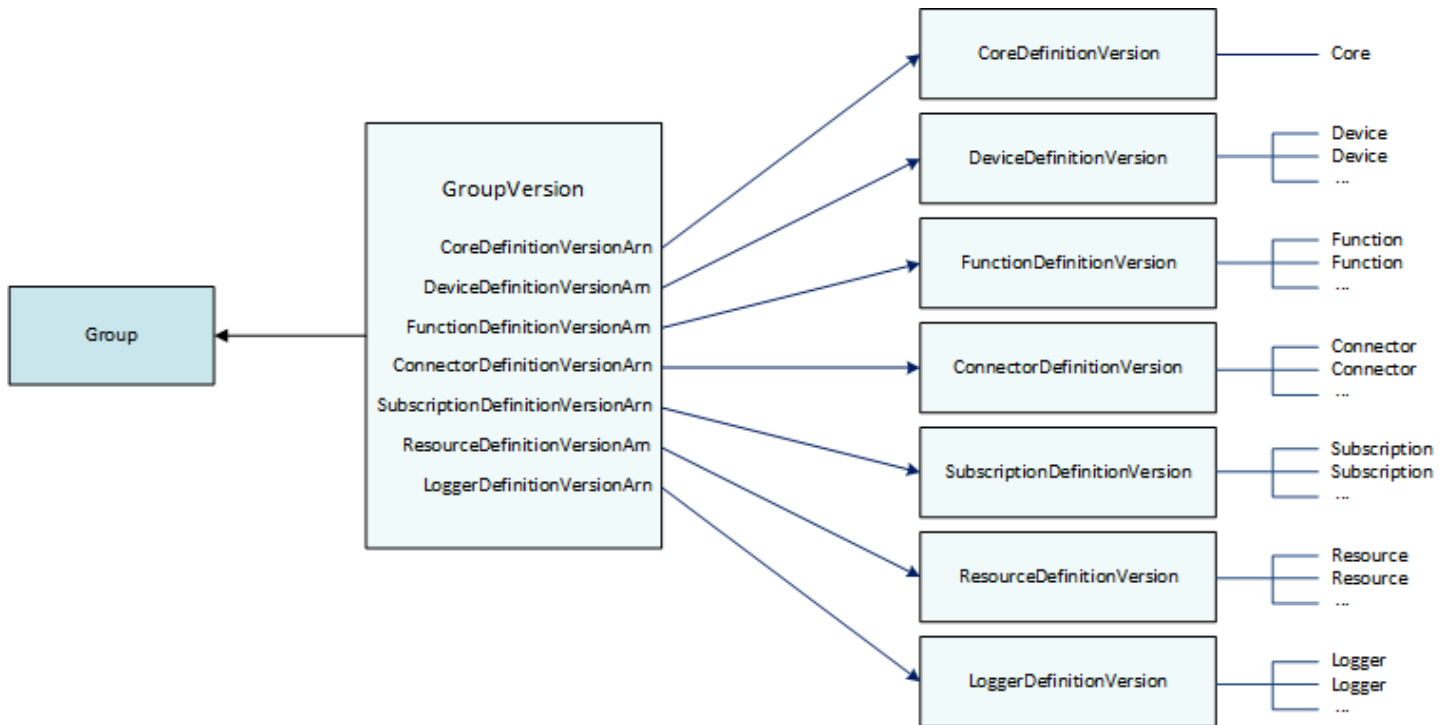 Group
GroupVersion
CoreDefinitionVersionArn
DeviceDefinitionVersionArn
FunctionDefinitionVersionArn
ConnectorDefinitionVersionArn
SubscriptionDefinitionVersionArn
ResourceDefinitionVersionArn
LoggerDefinitionVersionArn
CoreDefinitionVersion
Core
DeviceDefinitionVersion
Device
Device
...
FunctionDefinitionVersion
Function
Function
...
ConnectorDefinitionVersion
Connector
Connector
...
SubscriptionDefinitionVersion
Subscription
Subscription
...
ResourceDefinitionVersion
Resource
Resource
...
LoggerDefinitionVersion
Logger
Logger
...